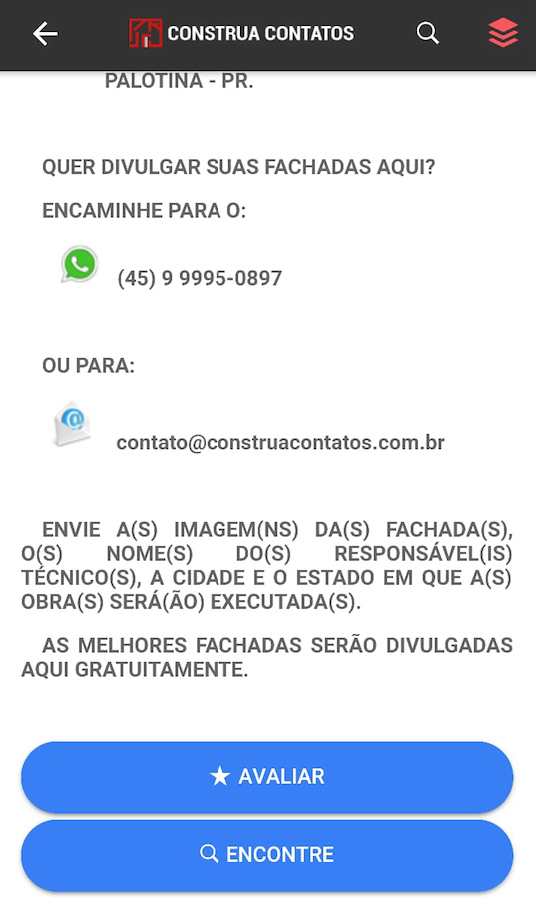 CONSTRUA CONTATOS
PALOTINA - PR.
QUER DIVULGAR SUAS FACHADAS AQUI?
ENCAMINHE PARA O:
(45) 9 9995-0897
OU PARA:
contato@construacontatos.com.br
ENVIE A(S) IMAGEM(NS) DA(S) FACHADA(S),
O(S) NOME(S) DO(S) RESPONSÁVEL(IS)
TÉCNICO(S), A CIDADE E O ESTADO EM QUE A(S)
OBRA(S) SERÁ(ÃO) EXECUTADA(S).
AS MELHORES FACHADAS SERÃO DIVULGADAS
AQUI GRATUITAMENTE.
AVALIAR
ENCONTRE